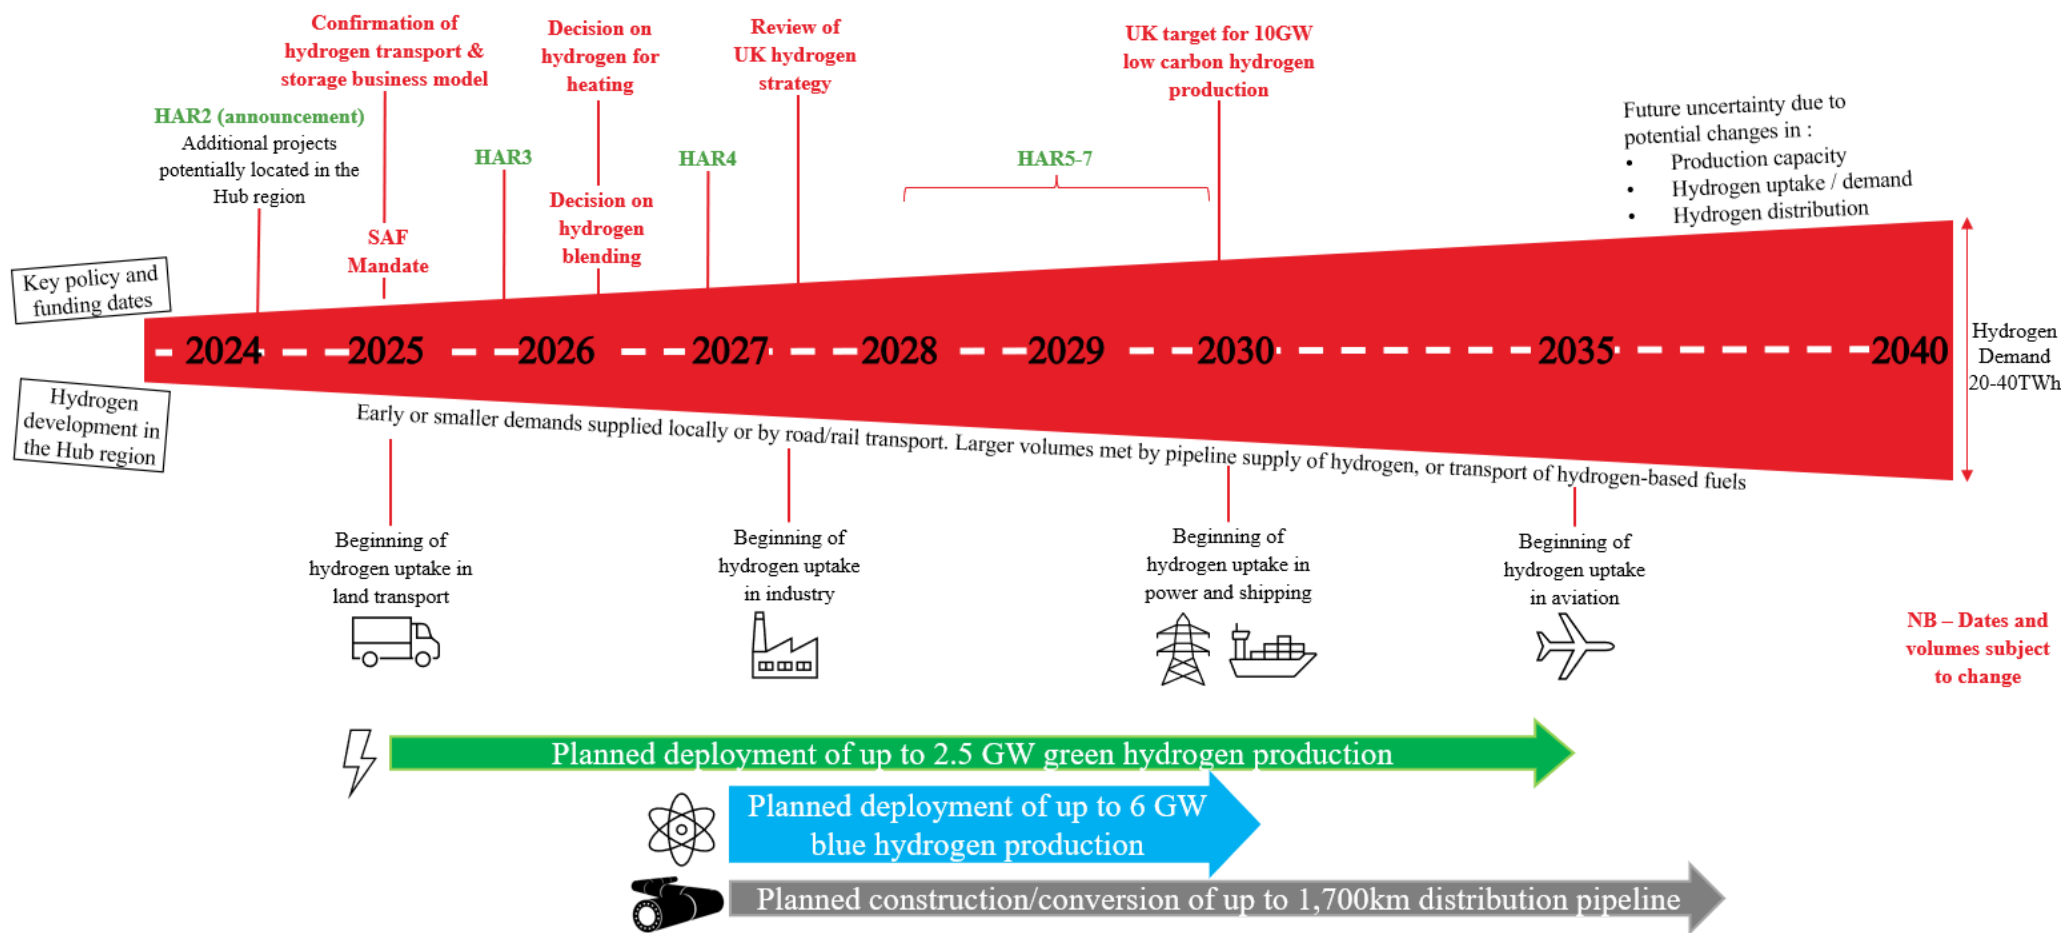 Confirmation of
hydrogen transport &
storage business model
Decision on
hydrogen for
heating
Review of
UK hydrogen
strategy
UK target for 10GW
low carbon hydrogen
production
HAR2 (announcement)
Additional projects
potentially located in the
Hub region
SAF
Mandate
HAR3
Decision on
hydrogen
blending
HAR4
HAR5-7
Future uncertainty due to
potential changes in :
• Production capacity
• Hydrogen uptake / demand
• Hydrogen distribution
Key policy and
funding dates
2024 2025 2026 2027 2028 2029 2030 2035 2040
Hydrogen
Demand
20-40TWh
Hydrogen
development in
the Hub region
Early or smaller demands supplied locally or by road/rail transport. Larger volumes met by pipeline supply of hydrogen, or transport of hydrogen-based fuels
Beginning of
hydrogen uptake in
land transport
Beginning of
hydrogen uptake
in industry
Beginning of
hydrogen uptake in
power and shipping
Beginning of
hydrogen uptake
in aviation
NB – Dates and
volumes subject
to change
Planned deployment of up to 2.5 GW green hydrogen production
Planned deployment of up to 6 GW
blue hydrogen production
Planned construction/conversion of up to 1,700km distribution pipeline